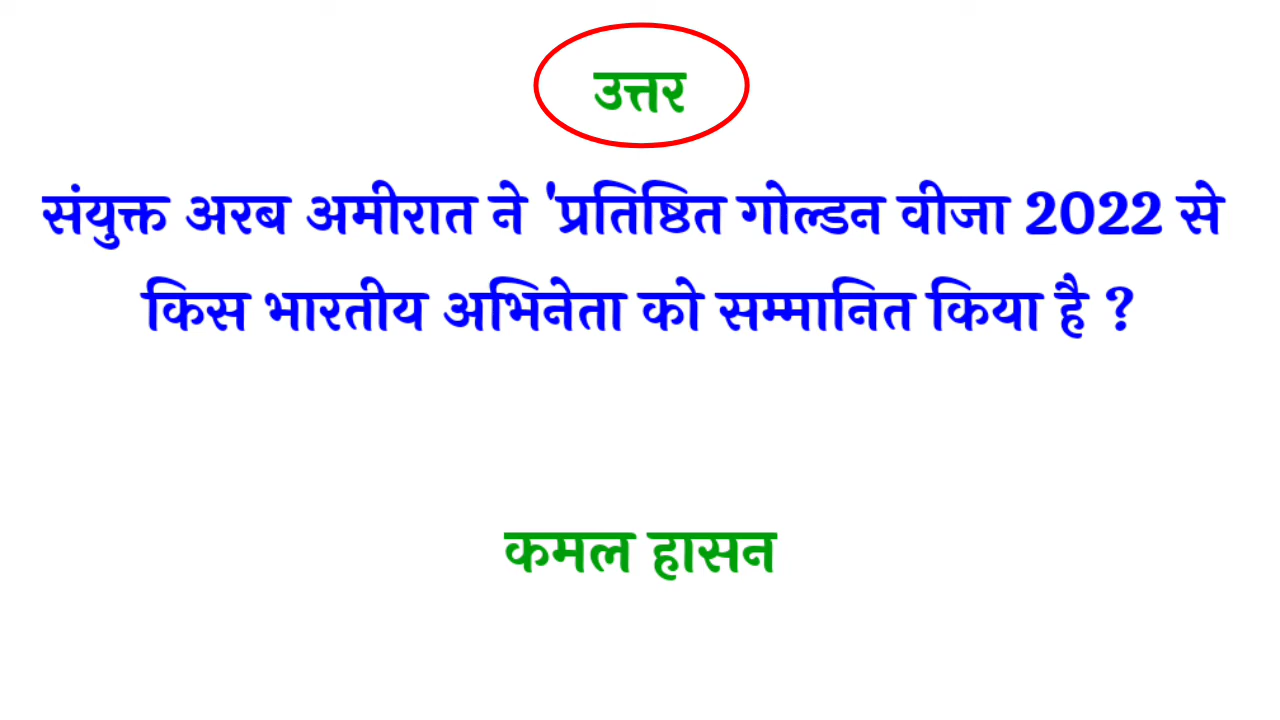 उत्तर
संयुक्त अरब अमीरात ने 'प्रतिष्ठित गोल्डन वीजा 2022 से
किस भारतीय अभिनेता को सम्मानित किया है ?
कमल हासन